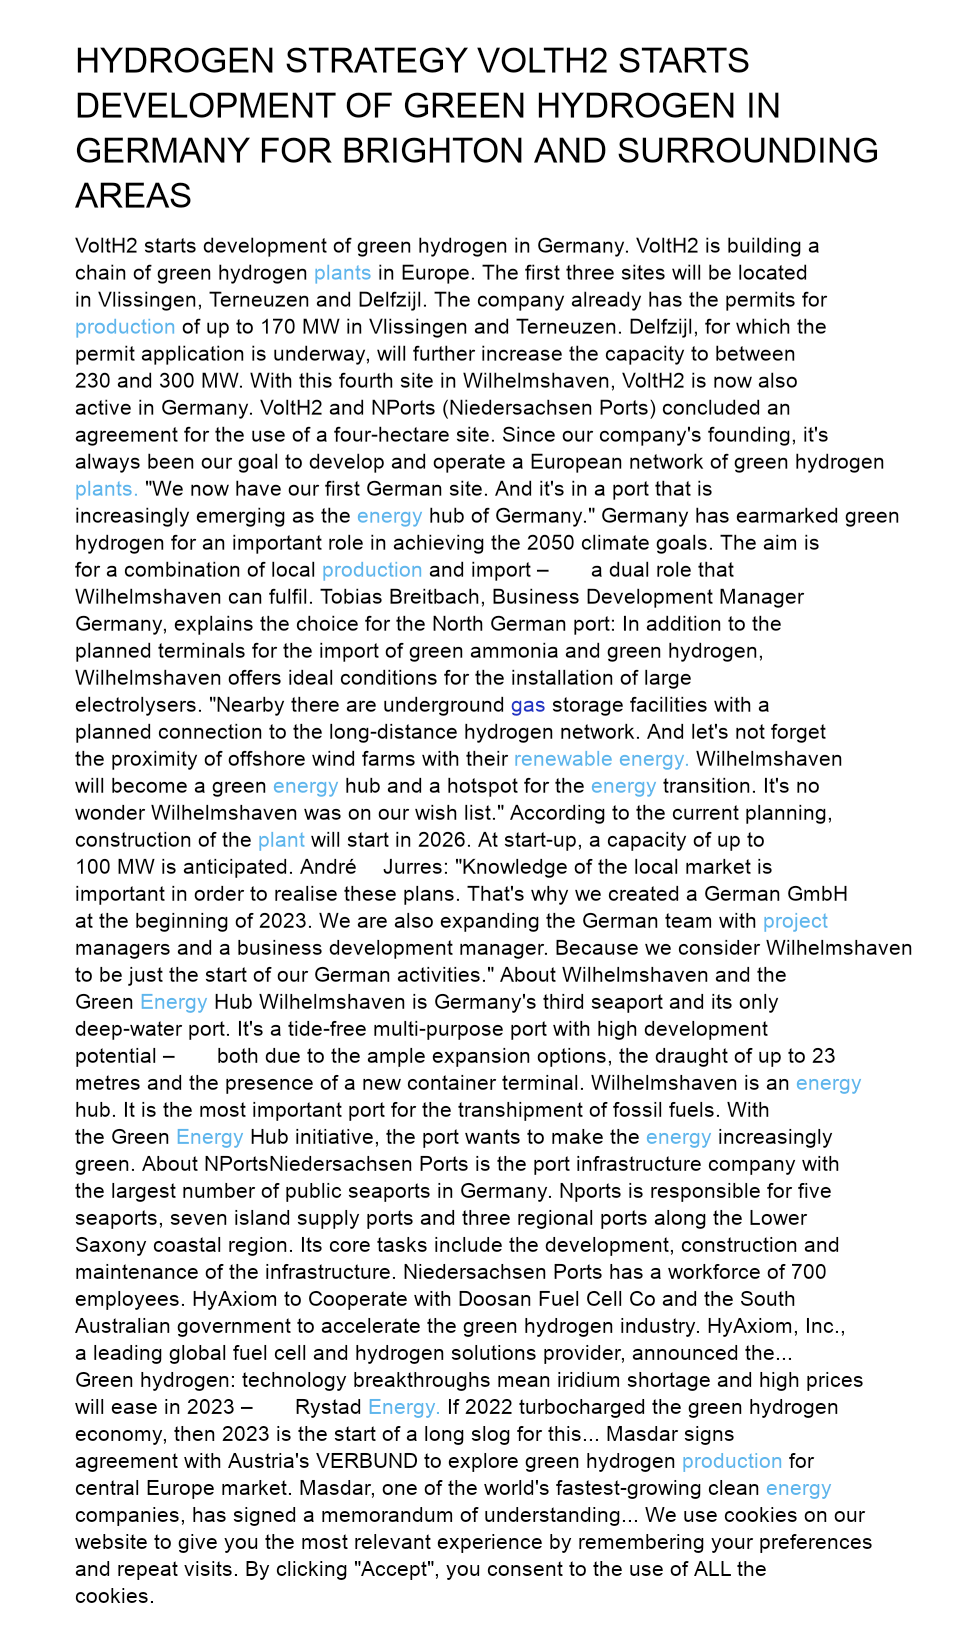 HYDROGEN STRATEGY VOLTH2 STARTS
DEVELOPMENT OF GREEN HYDROGEN IN
GERMANY FOR BRIGHTON AND SURROUNDING
AREAS
VoltH2 starts development of green hydrogen in Germany. VoltH2 is building a
chain of green hydrogen plants in Europe. The first three sites will be located
in Vlissingen, Terneuzen and Delfzijl. The company already has the permits for
production of up to 170 MW in Vlissingen and Terneuzen. Delfzijl, for which the
permit application is underway, will further increase the capacity to between
230 and 300 MW. With this fourth site in Wilhelmshaven, VoltH2 is now also
active in Germany. VoltH2 and NPorts (Niedersachsen Ports) concluded an
agreement for the use of a four-hectare site. Since our company's founding, it's
always been our goal to develop and operate a European network of green hydrogen
plants. "We now have our first German site. And it's in a port that is
increasingly emerging as the energy hub of Germany." Germany has earmarked green
hydrogen for an important role in achieving the 2050 climate goals. The aim is
for a combination of local production and import – a dual role that
Wilhelmshaven can fulfil. Tobias Breitbach, Business Development Manager
Germany, explains the choice for the North German port: In addition to the
planned terminals for the import of green ammonia and green hydrogen,
Wilhelmshaven offers ideal conditions for the installation of large
electrolysers. "Nearby there are underground gas storage facilities with a
planned connection to the long-distance hydrogen network. And let's not forget
the proximity of offshore wind farms with their renewable energy. Wilhelmshaven
will become a green energy hub and a hotspot for the energy transition. It's no
wonder Wilhelmshaven was on our wish list." According to the current planning,
construction of the plant will start in 2026. At start-up, a capacity of up to
100 MW is anticipated. André Jurres: "Knowledge of the local market is
important in order to realise these plans. That's why we created a German GmbH
at the beginning of 2023. We are also expanding the German team with project
managers and a business development manager. Because we consider Wilhelmshaven
to be just the start of our German activities." About Wilhelmshaven and the
Green Energy Hub Wilhelmshaven is Germany's third seaport and its only
deep-water port. It's a tide-free multi-purpose port with high development
potential – both due to the ample expansion options, the draught of up to 23
metres and the presence of a new container terminal. Wilhelmshaven is an energy
hub. It is the most important port for the transhipment of fossil fuels. With
the Green Energy Hub initiative, the port wants to make the energy increasingly
green. About NPortsNiedersachsen Ports is the port infrastructure company with
the largest number of public seaports in Germany. Nports is responsible for five
seaports, seven island supply ports and three regional ports along the Lower
Saxony coastal region. Its core tasks include the development, construction and
maintenance of the infrastructure. Niedersachsen Ports has a workforce of 700
employees. HyAxiom to Cooperate with Doosan Fuel Cell Co and the South
Australian government to accelerate the green hydrogen industry. HyAxiom, Inc.,
a leading global fuel cell and hydrogen solutions provider, announced the...
Green hydrogen: technology breakthroughs mean iridium shortage and high prices
will ease in 2023 – Rystad Energy. If 2022 turbocharged the green hydrogen
economy, then 2023 is the start of a long slog for this... Masdar signs
agreement with Austria's VERBUND to explore green hydrogen production for
central Europe market. Masdar, one of the world's fastest-growing clean energy
companies, has signed a memorandum of understanding... We use cookies on our
website to give you the most relevant experience by remembering your preferences
and repeat visits. By clicking "Accept", you consent to the use of ALL the
cookies.